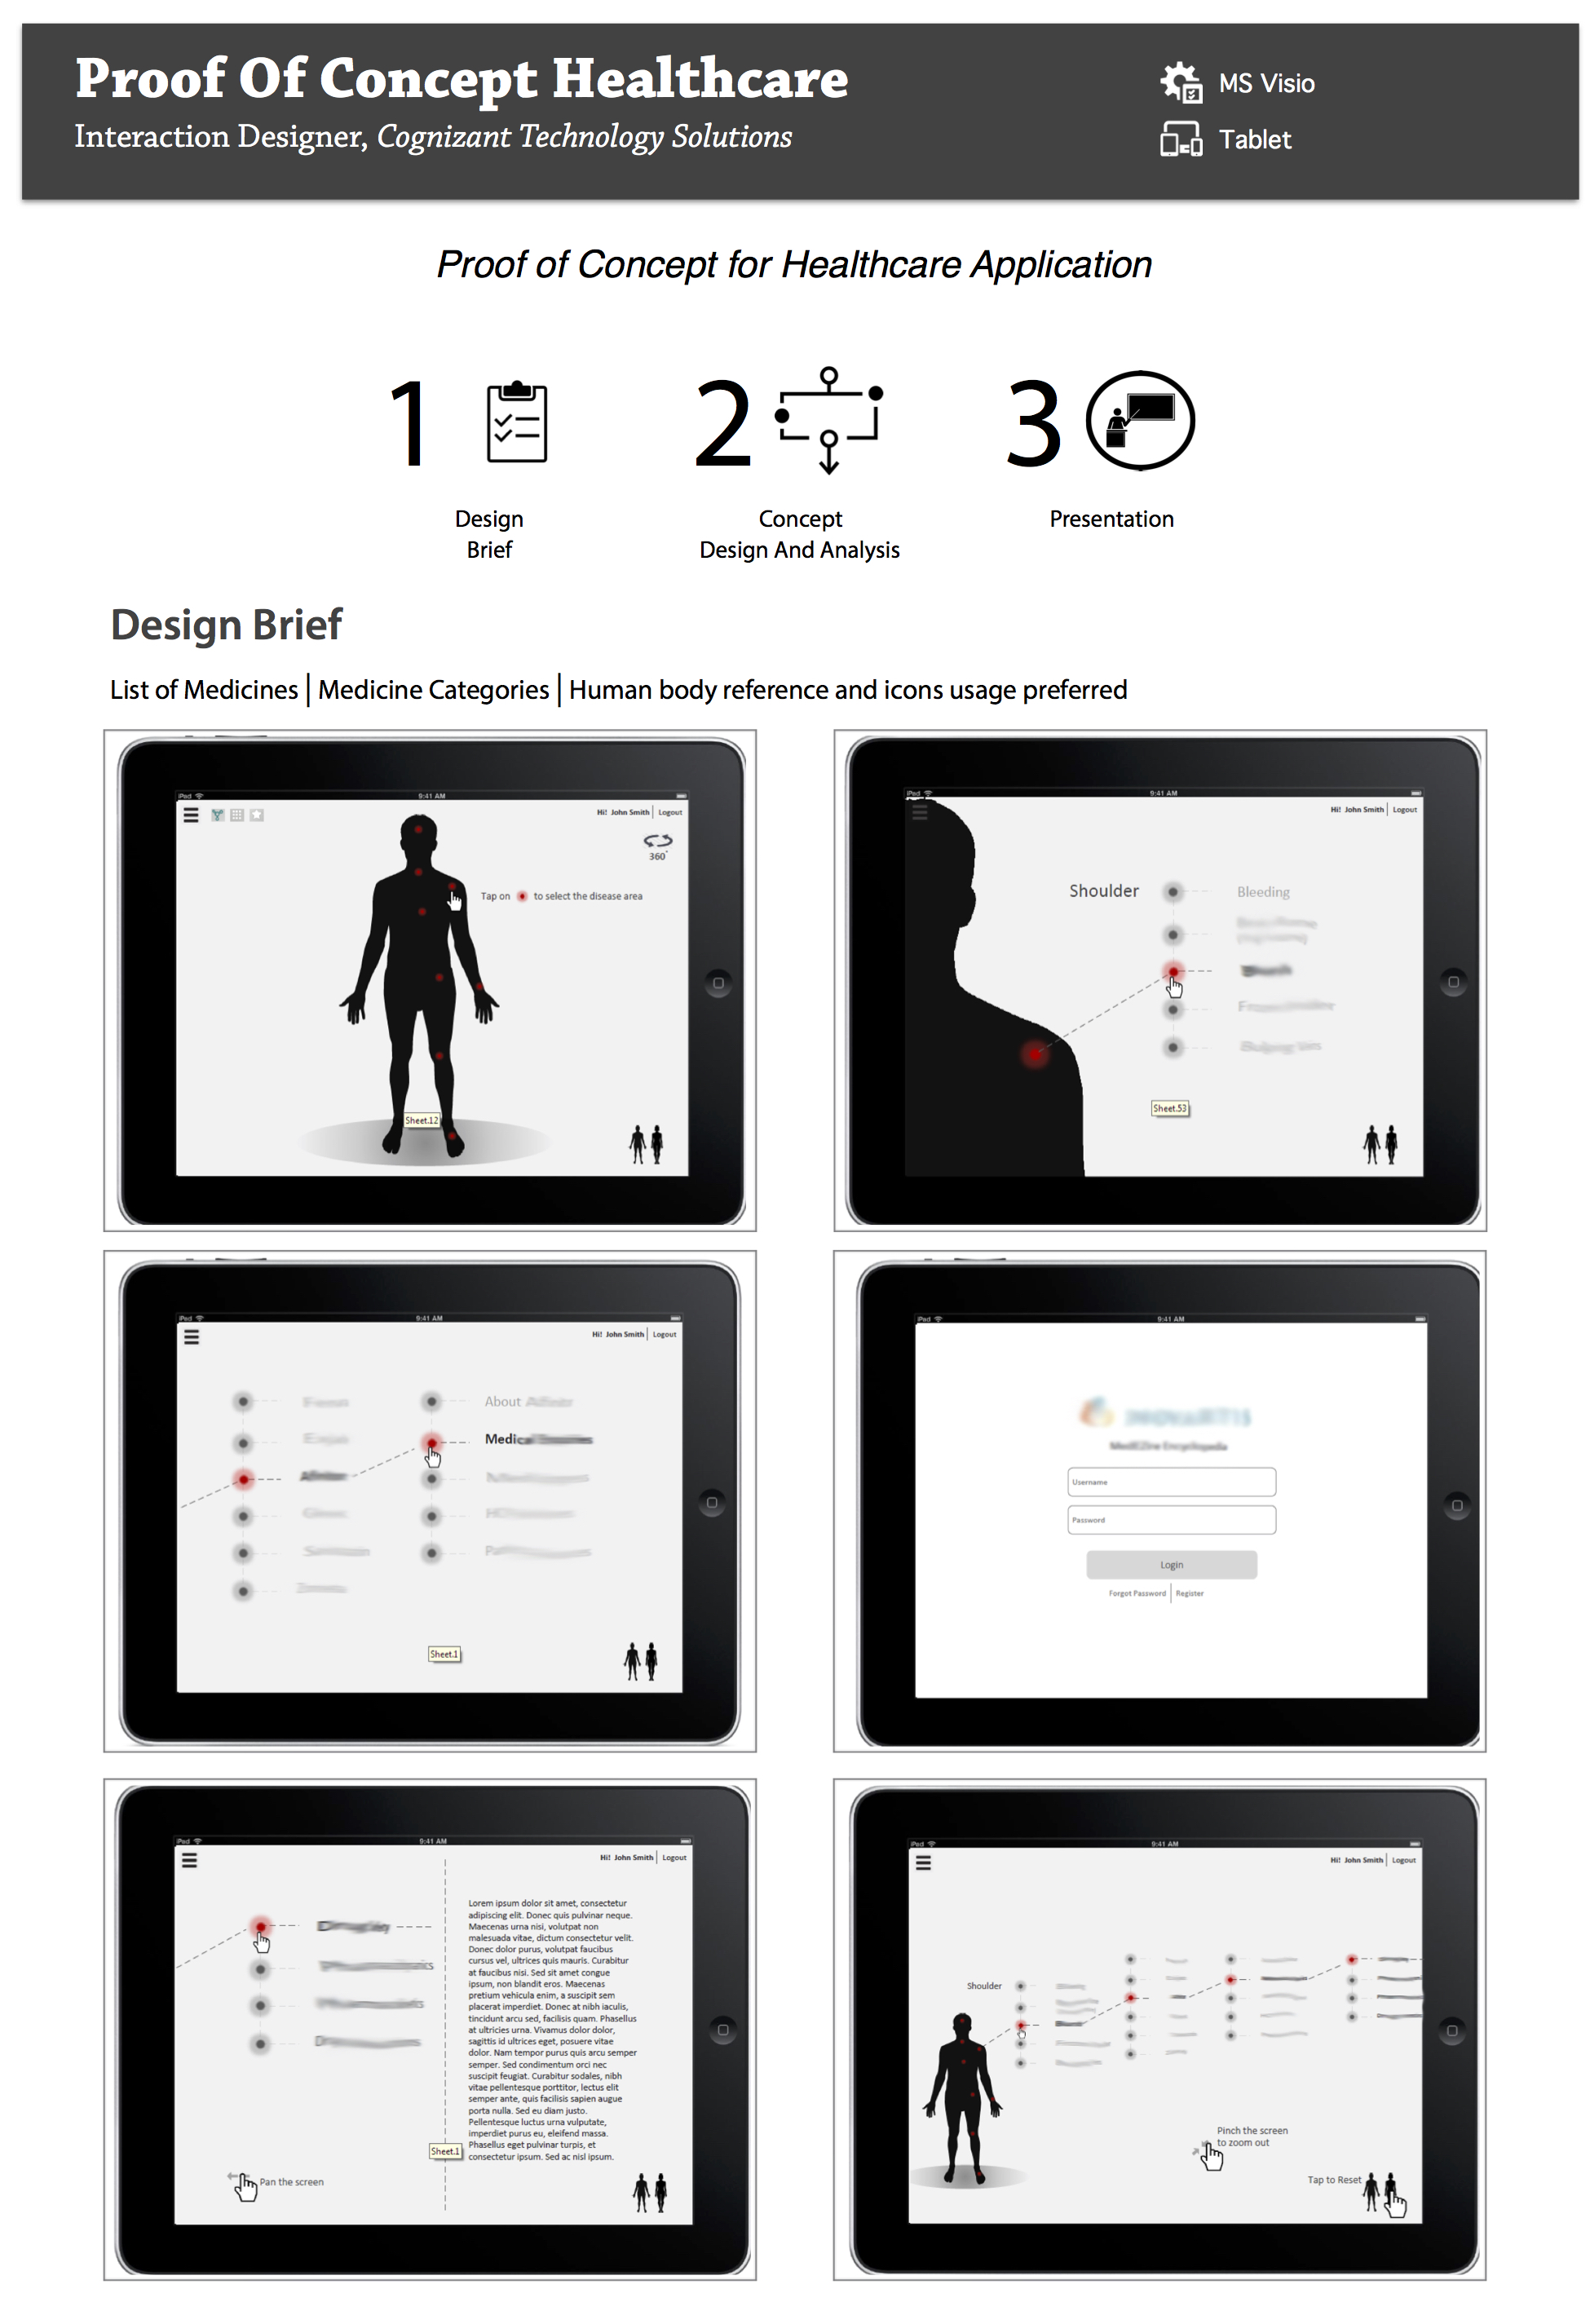 Proof Of Concept Healthcare
Interaction Designer, Cognizant Technology Solutions
MS Visio
Tablet
Proof of Concept for Healthcare Application
1
2
3
Design
Brief
Concept
Design And Analysis
Presentation
Design Brief
List of Medicines | Medicine Categories | Human body reference and icons usage preferred
iPad 9:41 AM
Hi! John Smith | Logout
360°
Tap on to select the disease area
Sheet.12
iPad 9:41 AM
Hi! John Smith | Logout
Shoulder
Bleeding
Sheet.53
iPad 9:41 AM
Hi! John Smith | Logout
About
Medical
Sheet.1
iPad 9:41 AM
Encyclopedia
Username
Password
Login
Forgot Password | Register
iPad 9:41 AM
Hi! John Smith | Logout
Lorem ipsum dolor sit amet, consectetur
adipiscing elit. Donec quis pulvinar neque.
Maecenas urna nisi, volutpat non
malesuada vitae, dictum consectetur velit.
Donec dolor purus, volutpat faucibus
cursus vel, ultrices quis mauris. Curabitur
at faucibus nisi. Sed sit amet congue
ipsum, non blandit eros. Maecenas
pretium vehicula enim, a suscipit sem
placerat imperdiet. Donec at nibh iaculis,
tincidunt arcu sed, facilisis quam. Phasellus
at ultricies urna. Vivamus dolor dolor,
sagittis id ultrices eget, posuere vitae
dolor. Nam tempor purus quis arcu semper
semper. Sed condimentum orci nec
suscipit feugiat. Curabitur sodales, nibh
vitae pellentesque porttitor, lectus elit
semper ante, quis facilisis sapien augue
porta nulla. Sed eu diam justo.
Pellentesque luctus urna vulputate,
imperdiet purus eu, eleifend massa.
Phasellus eget pulvinar turpis, et
consectetur ipsum. Sed ac nisl ipsum.
Sheet.1
Pan the screen
iPad 9:41 AM
Hi! John Smith | Logout
Shoulder
Pinch the screen
to zoom out
Tap to Reset